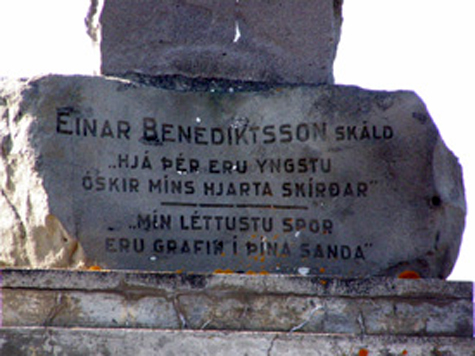 EINAR BENEDIKTSSON SKÁLD
„HJÁ ÞÉR ERU YNGSTU
ÓSKIR MÍNS HJARTA SKÍRÐAR"
„MÍN LÉTTUSTU SPOR
ERU GRAFIN Í ÞÍNA SANDA"